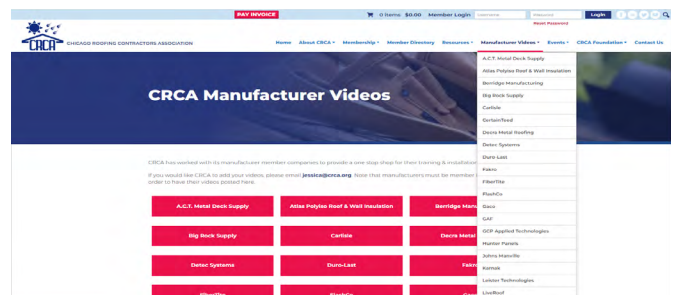 PAY INVOICE
0 Items $0.00 Member Login Username Password Login
Reset Password
CRCA CHICAGO ROOFING CONTRACTORS ASSOCIATION
Home About CRCA Membership Member Directory Resources Manufacturer Videos Events CRCA Foundation Contact Us
CRCA Manufacturer Videos
A.C.T. Metal Deck Supply
Atlas Polyiso Roof & Wall Insulation
Berridge Manufacturing
Big Rock Supply
Carlisle
CertainTeed
Decra Metal Roofing
Detec Systems
Duro-Last
Fakro
FiberTite
FlashCo
Gaco
GAF
GCP Applied Technologies
Hunter Panels
Johns Manville
Kemak
Leister Technologies
LiveRoof
CRCA has worked with its manufacturer member companies to provide a one-stop shop for their training & installation
If you would like CRCA to add your videos, please email jessica@crca.org. Note that manufacturers must be member
order to have their videos posted here.
A.C.T. Metal Deck Supply
Atlas Polyiso Roof & Wall Insulation
Berridge Manu
Big Rock Supply
Carlisle
Decra Metal
Detec Systems
Duro-Last
Fakro
FiberTite
FlashCo